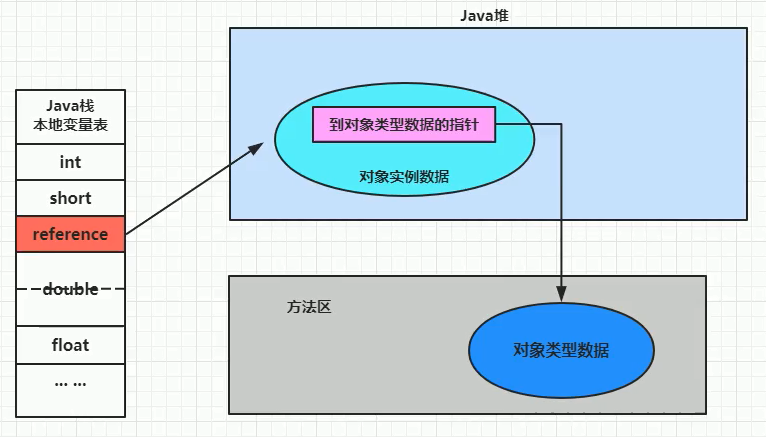 Java堆
Java栈
本地变量表
int
short
reference
double
float
... ...
到对象类型数据的指针
对象实例数据
方法区
对象类型数据